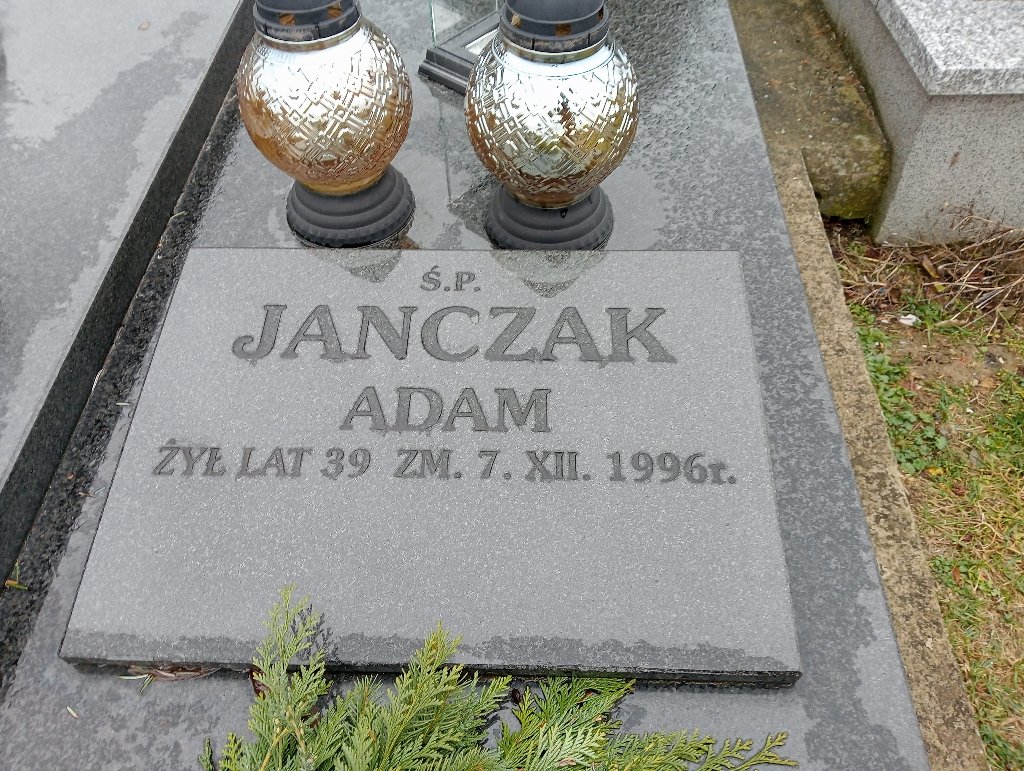 Ś.P.
JANCZAK
ADAM
ŻYŁ LAT 39 ZM. 7. XII. 1996r.